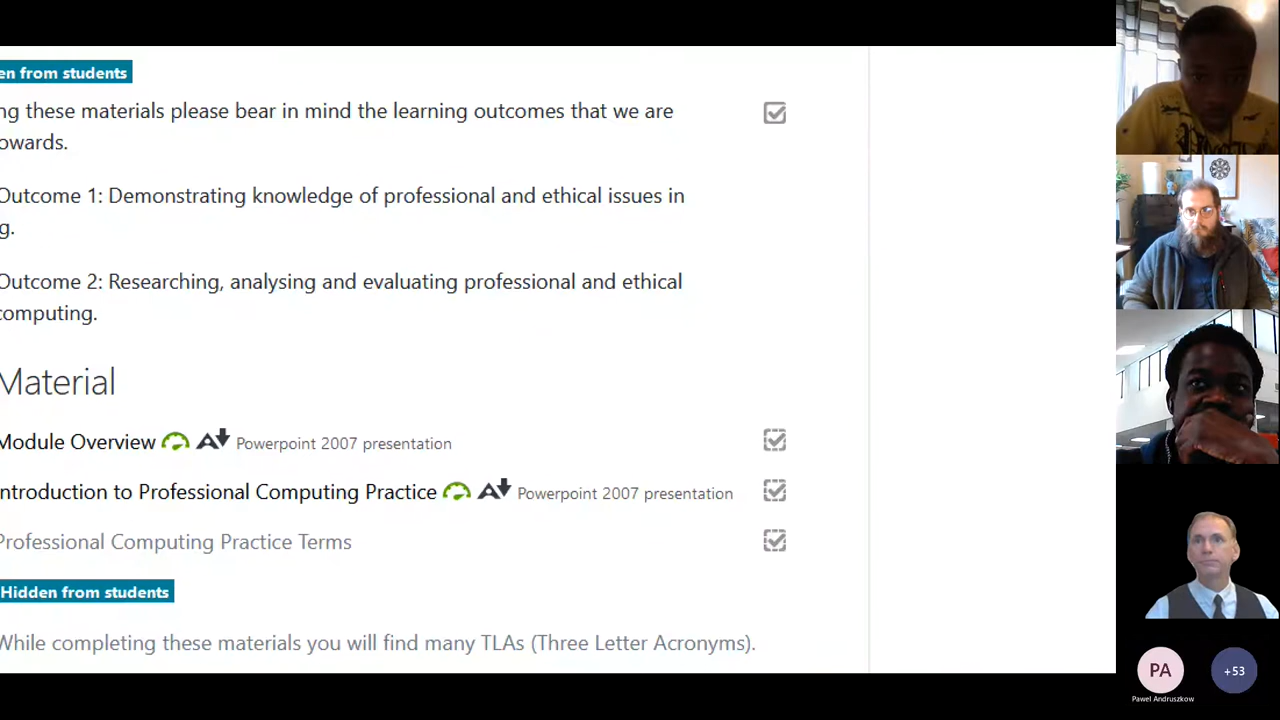 en from students
ng these materials please bear in mind the learning outcomes that we are
owards.
Outcome 1: Demonstrating knowledge of professional and ethical issues in
g.
Outcome 2: Researching, analysing and evaluating professional and ethical
computing.
Material
Module Overview Powerpoint 2007 presentation
ntroduction to Professional Computing Practice Powerpoint 2007 presentation
Professional Computing Practice Terms
Hidden from students
While completing these materials you will find many TLAs (Three Letter Acronyms).
PA
+53
Pawel Andruszkow